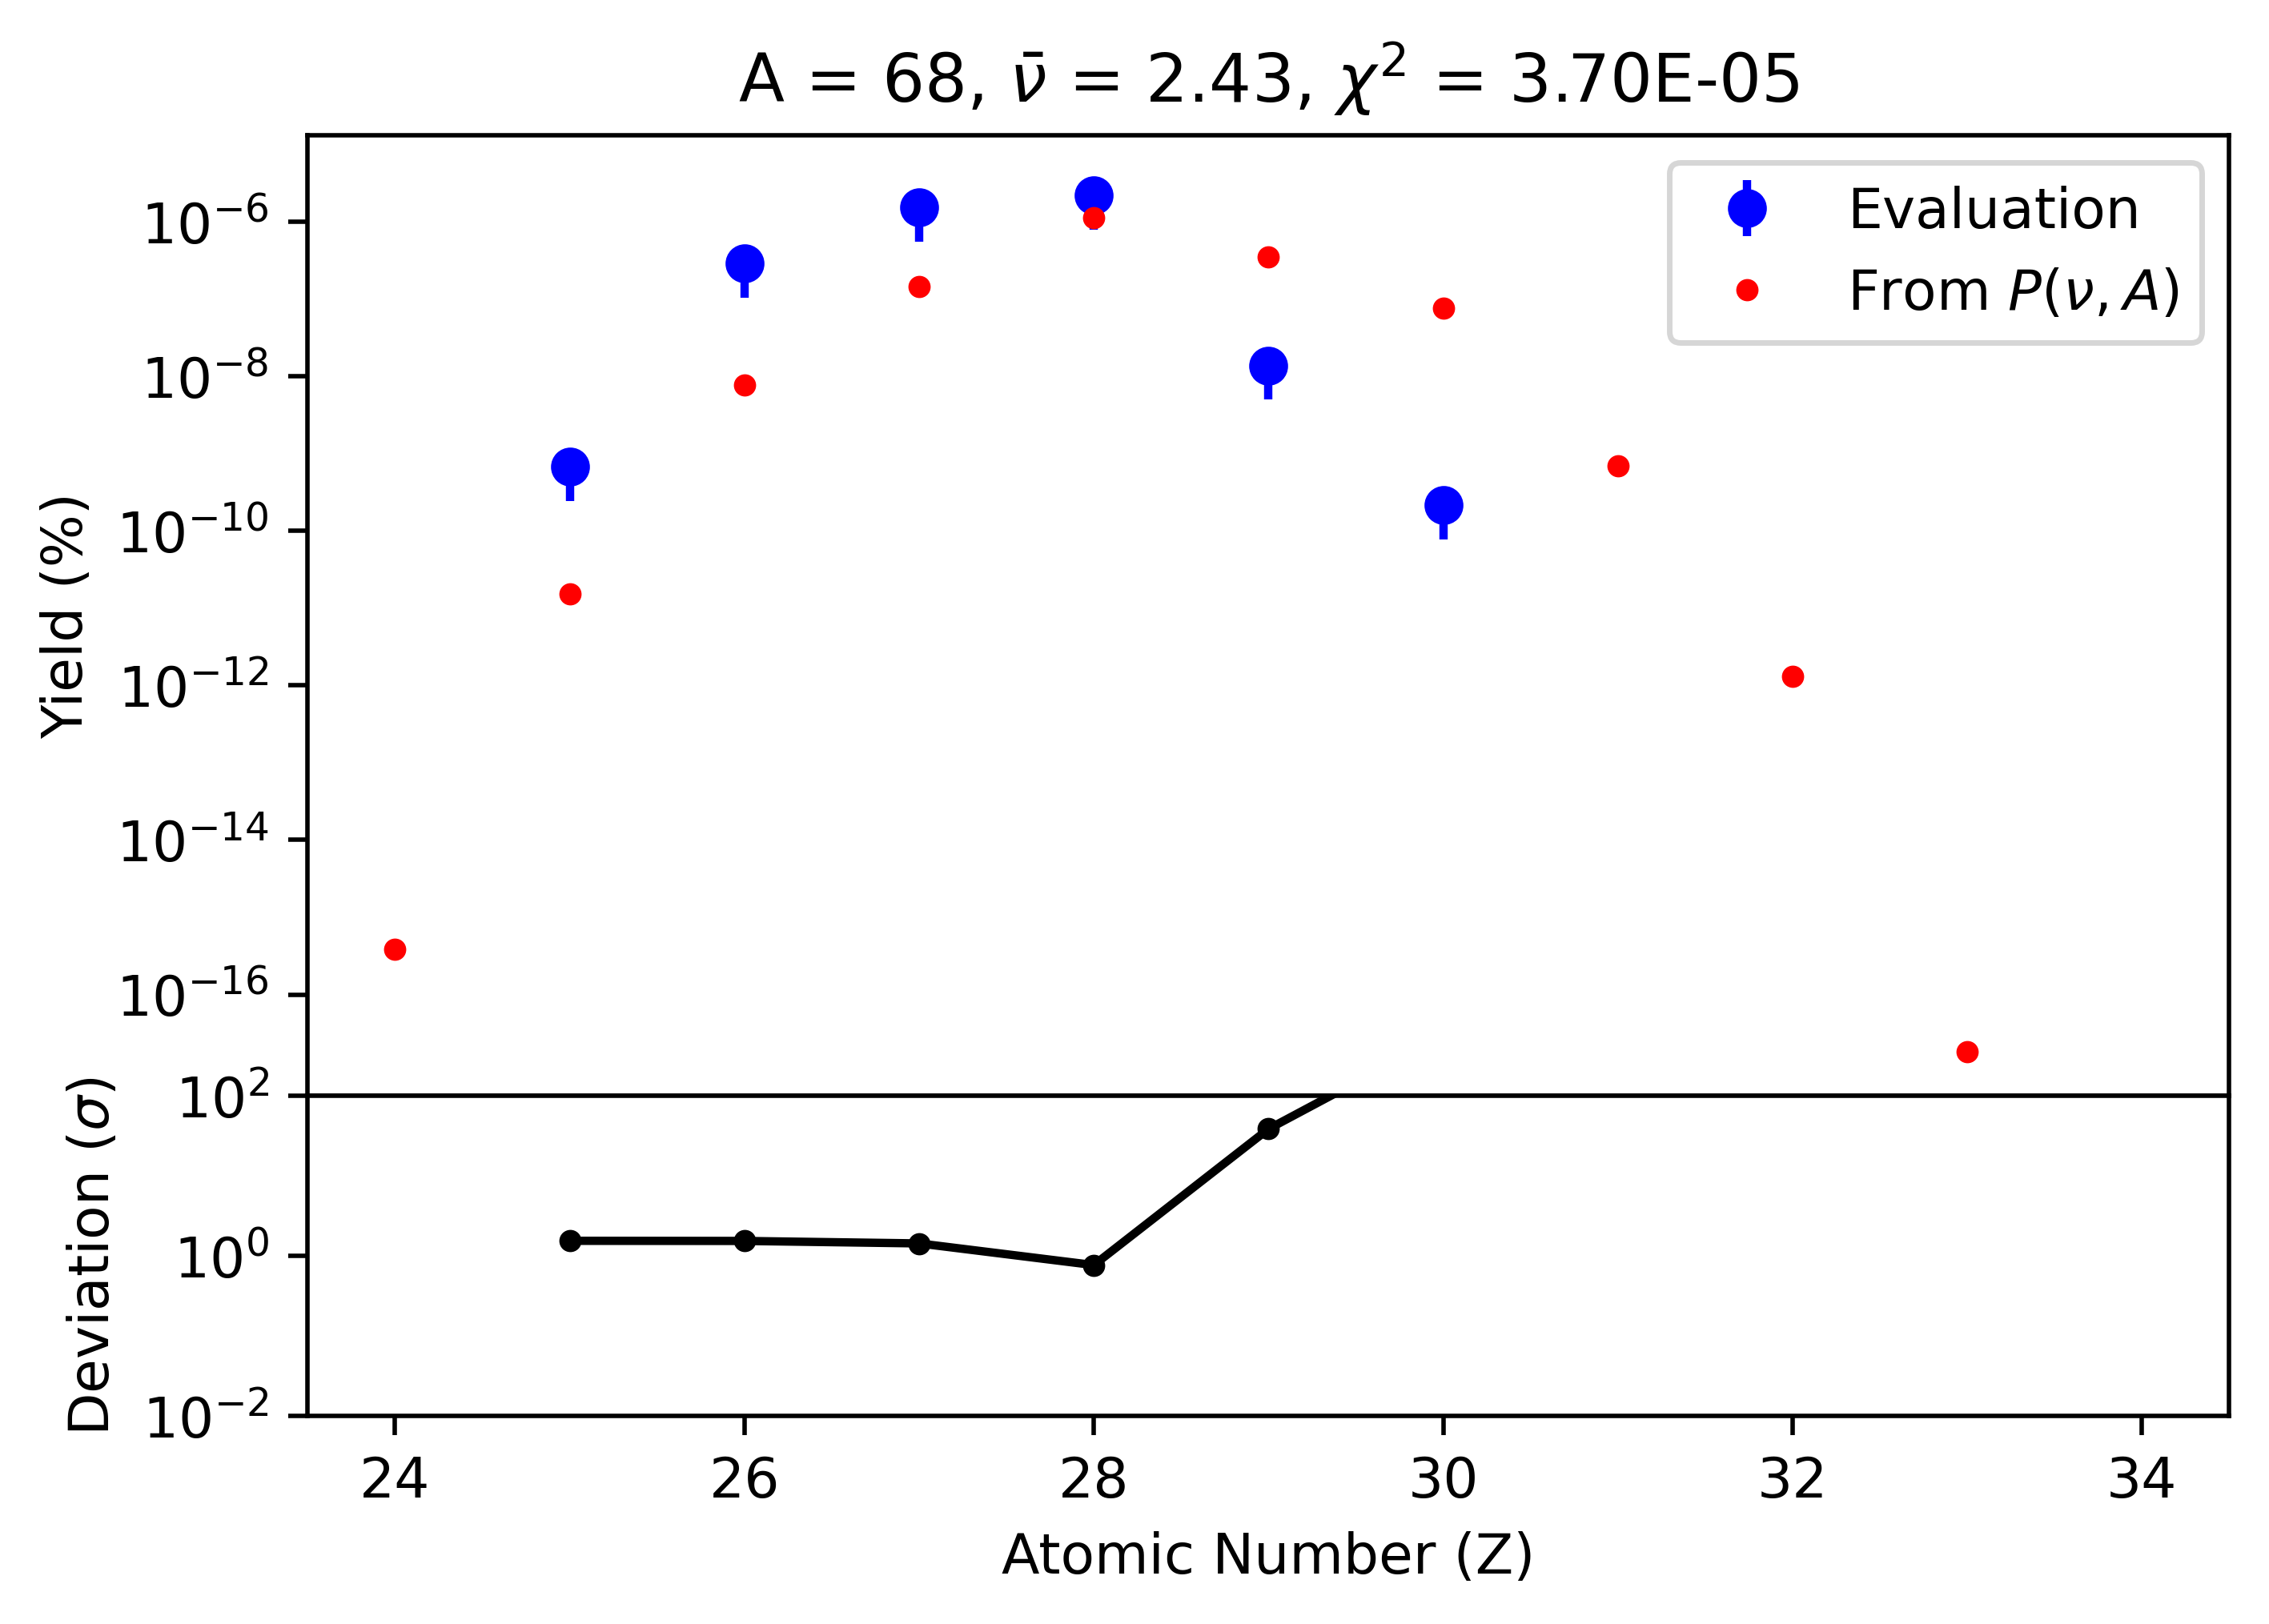 A = 68, ν̄ = 2.43, χ² = 3.70E-05
Evaluation
From P(ν, A)
Yield (%)
10⁻⁶
10⁻⁸
10⁻¹⁰
10⁻¹²
10⁻¹⁴
10⁻¹⁶
Deviation (σ)
10²
10⁰
10⁻²
24 26 28 30 32 34
Atomic Number (Z)